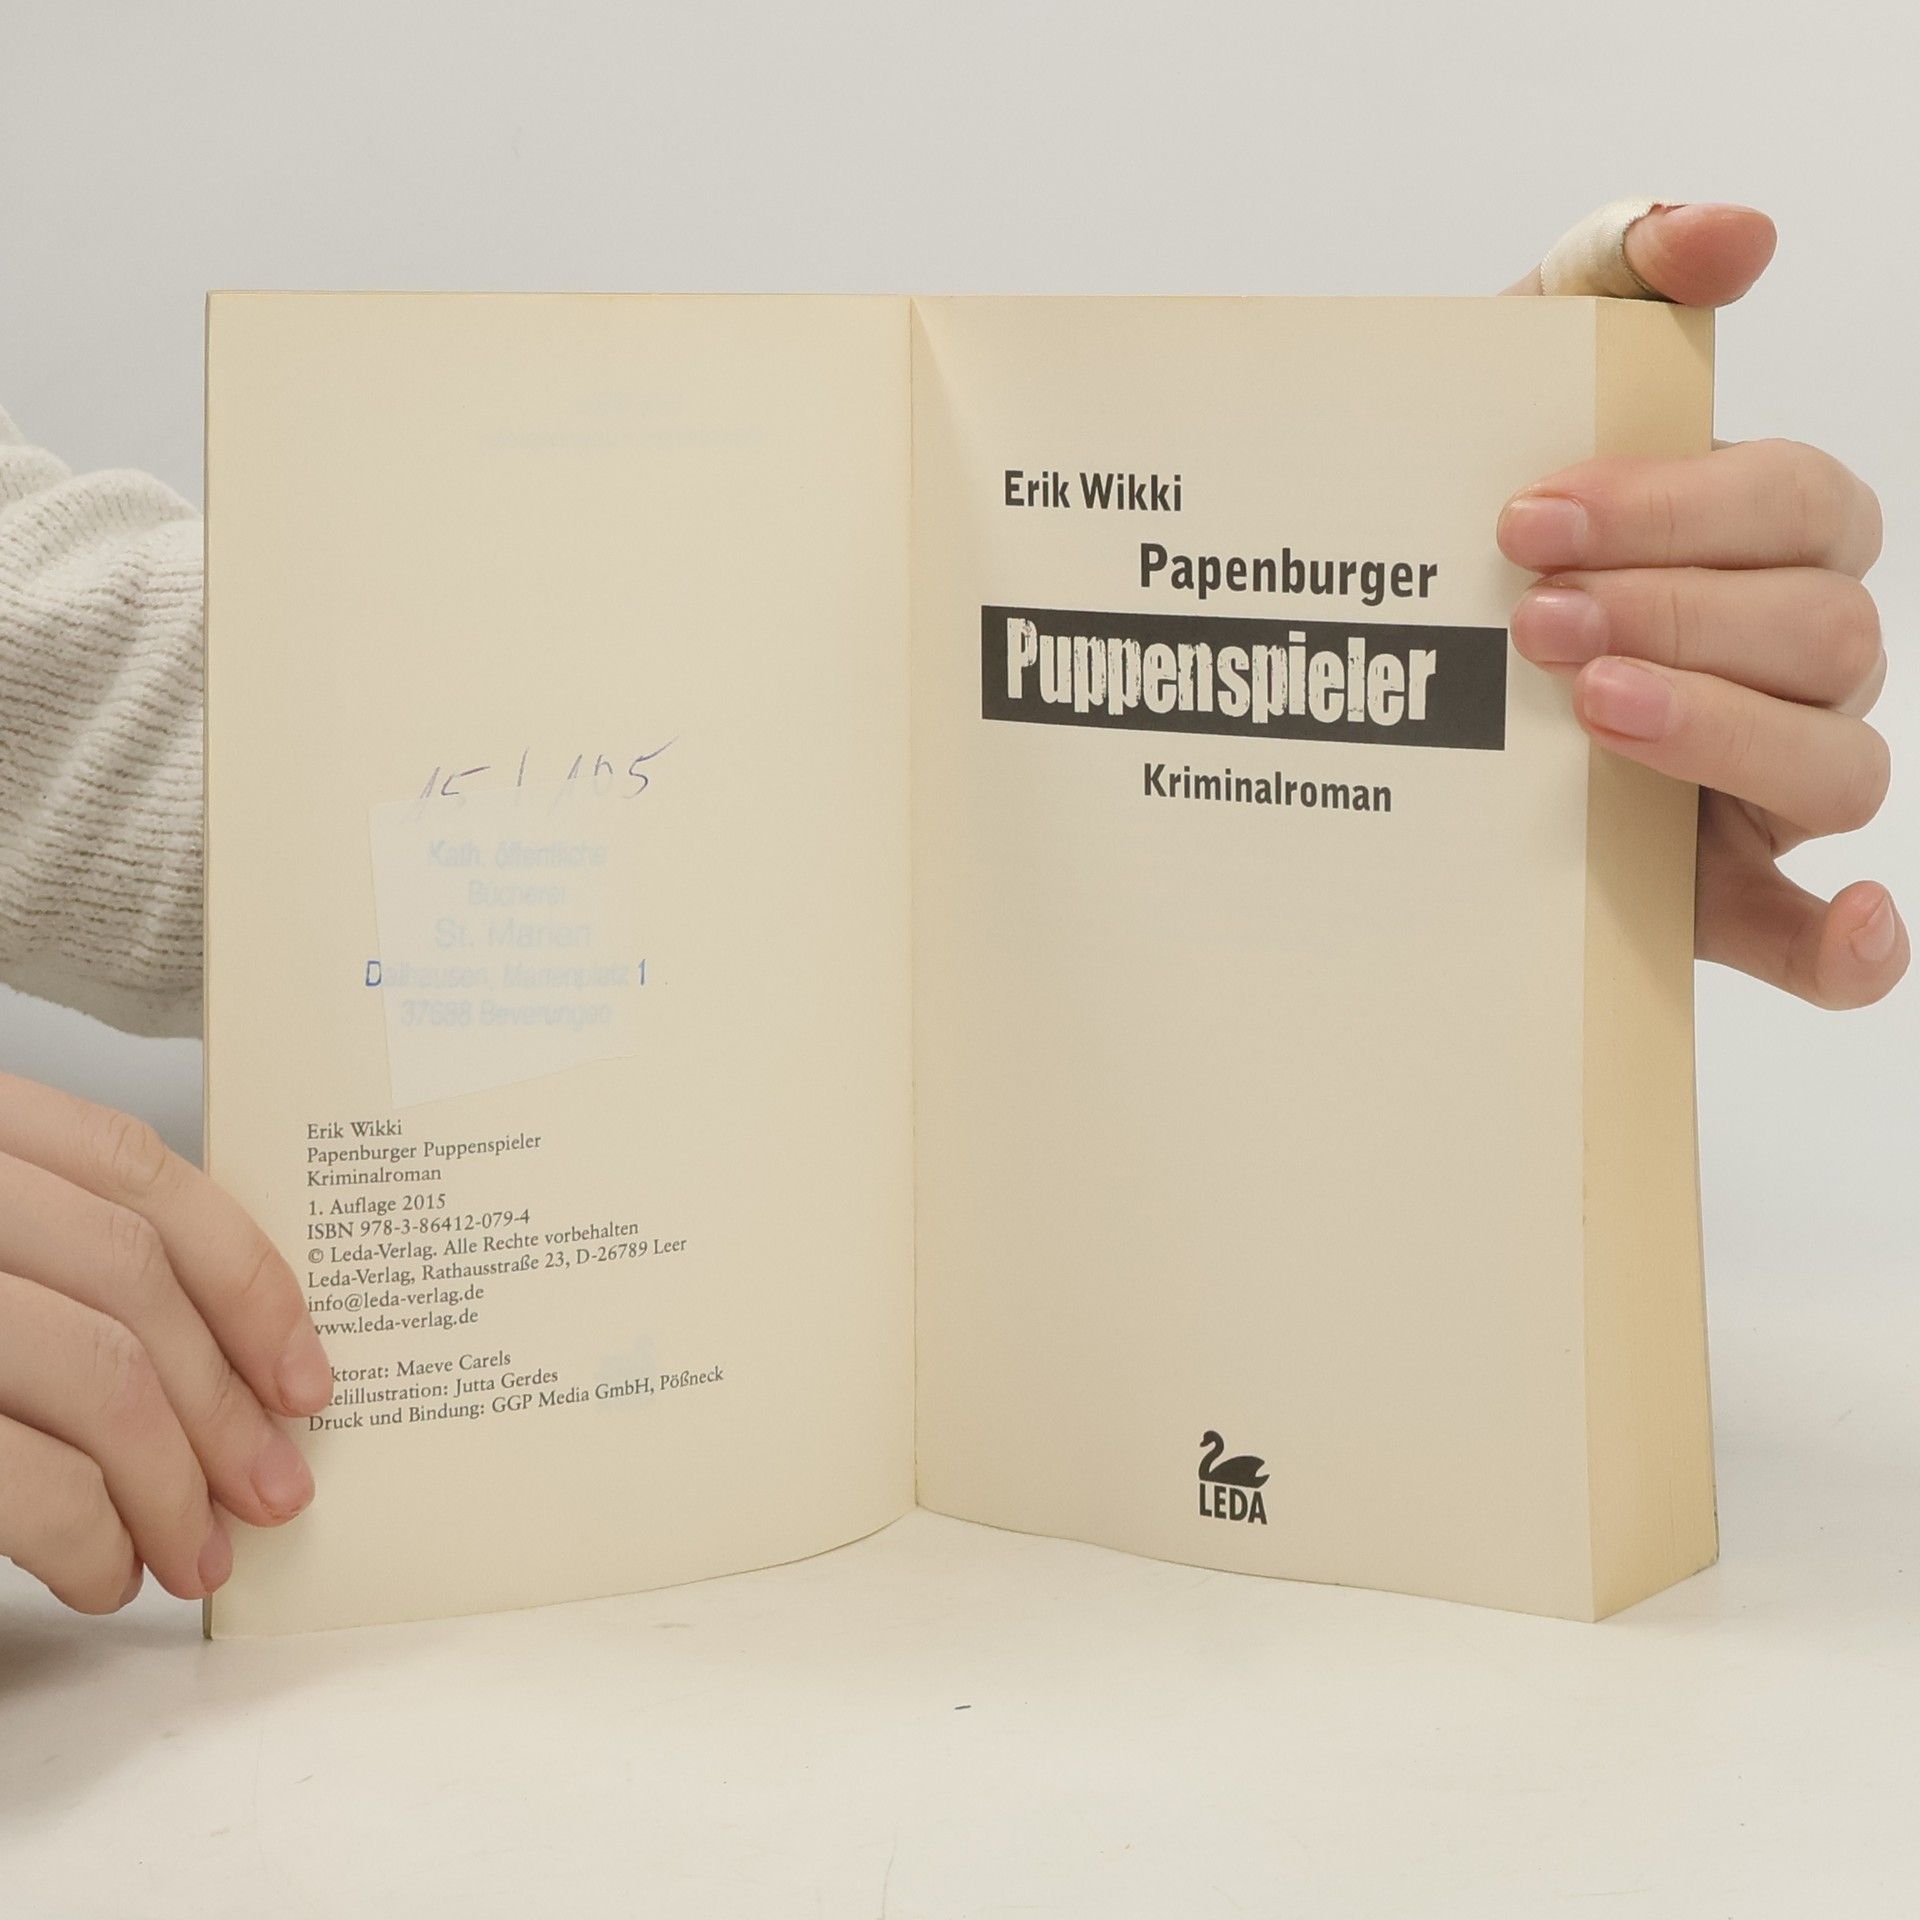 15 / 105
Kath. öffentliche
Bücherei
St. Marien
Dalhausen, Marienplatz 1
37688 Beverungen
Erik Wikki
Papenburger Puppenspieler
Kriminalroman
1. Auflage 2015
ISBN 978-3-86412-079-4
© Leda-Verlag. Alle Rechte vorbehalten
Leda-Verlag, Rathausstraße 23, D-26789 Leer
info@leda-verlag.de
www.leda-verlag.de
ktorat: Maeve Carels
elillustration: Jutta Gerdes
Druck und Bindung: GGP Media GmbH, Pößneck
Erik Wikki
Papenburger
Puppenspieler
Kriminalroman
LEDA